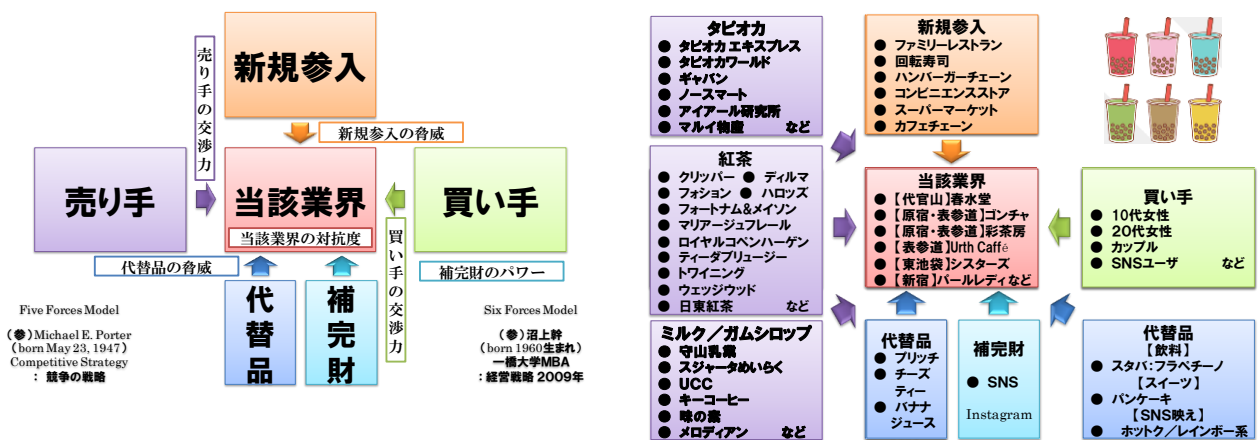 新規参入
売り手の交渉力
新規参入の脅威
売り手
当該業界
当該業界の対抗度
買い手
代替品の脅威
買い手の交渉力
補完財のパワー
代替品
補完財
Five Forces Model
(参)Michael E. Porter
(born May 23, 1947)
Competitive Strategy
：競争の戦略
Six Forces Model
(参)沼上幹
(born 1960生まれ)
一橋大学MBA
：経営戦略 2009年
タピオカ
● タピオカ エキスプレス
● タピオカワールド
● ギャバン
● ノースマート
● アイアール研究所
● マルイ物産 など
新規参入
● ファミリーレストラン
● 回転寿司
● ハンバーガーチェーン
● コンビニエンスストア
● スーパーマーケット
● カフェチェーン
紅茶
● クリッパー ● ディルマ
● フォション ● ハロッズ
● フォートナム&メイソン
● マリアージュフレール
● ロイヤルコペンハーゲン
● ティーダブリュージー
● トワイニング
● ウェッジウッド
● 日東紅茶 など
当該業界
● 【代官山】春水堂
● 【原宿・表参道】ゴンチャ
● 【原宿・表参道】彩茶房
● 【表参道】Urth Caffé
● 【東池袋】シスターズ
● 【新宿】パールレディなど
買い手
● 10代女性
● 20代女性
● カップル
● SNSユーザ など
ミルク／ガムシロップ
● 守山乳業
● スジャータめいらく
● UCC
● キーコーヒー
● 味の素
● メロディアン など
代替品
● ブリッチ
● チーズ
ティー
● バナナ
ジュース
補完財
● SNS
Instagram
代替品
【飲料】
● スタバ：フラペチーノ
【スイーツ】
● パンケーキ
【SNS映え】
● ホットク／レインボー系